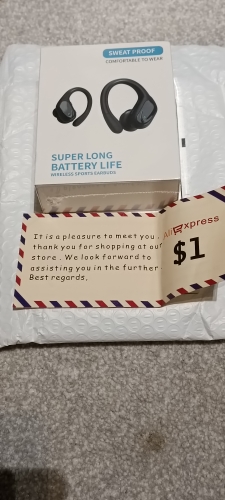 SWEAT PROOF
COMFORTABLE TO WEAR
SUPER LONG
BATTERY LIFE
WIRELESS SPORTS EARBUDS
It is a pleasure to meet you,
thank you for shopping at our
store. We look forward to
assisting you in the further
Best regards,
AliExpress
$1